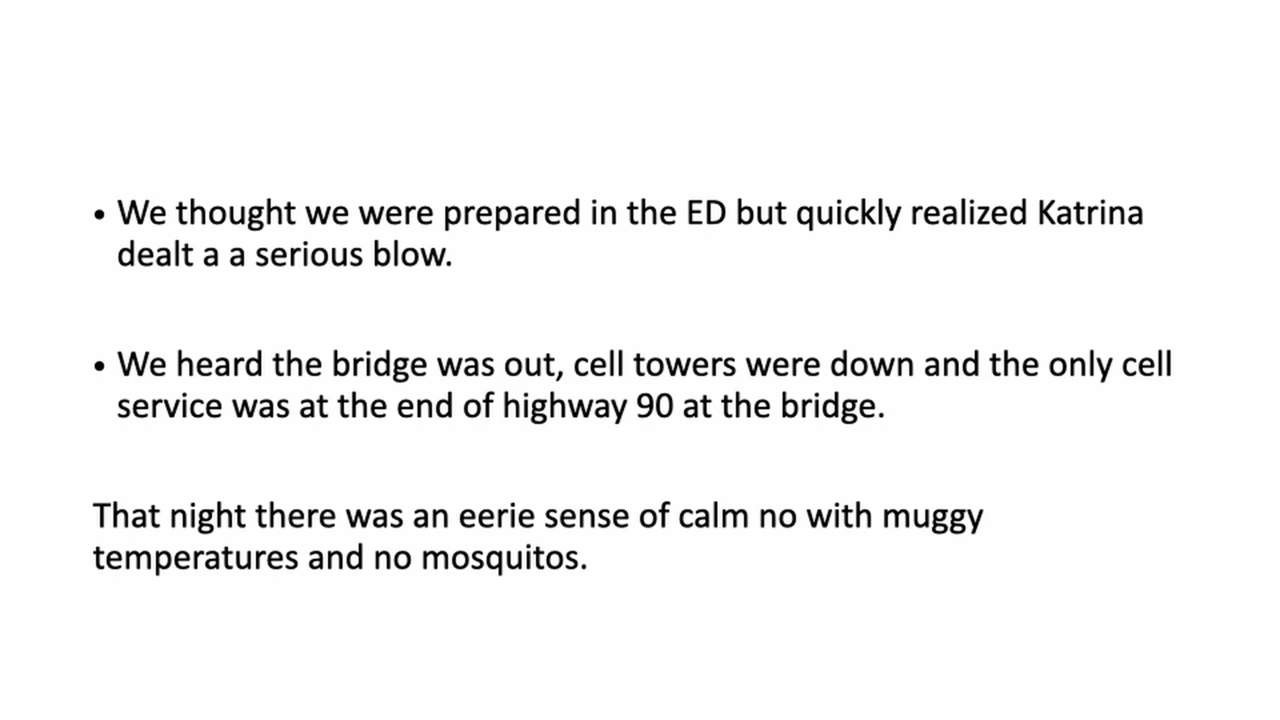 • We thought we were prepared in the ED but quickly realized Katrina
dealt a a serious blow.
• We heard the bridge was out, cell towers were down and the only cell
service was at the end of highway 90 at the bridge.
That night there was an eerie sense of calm no with muggy
temperatures and no mosquitos.